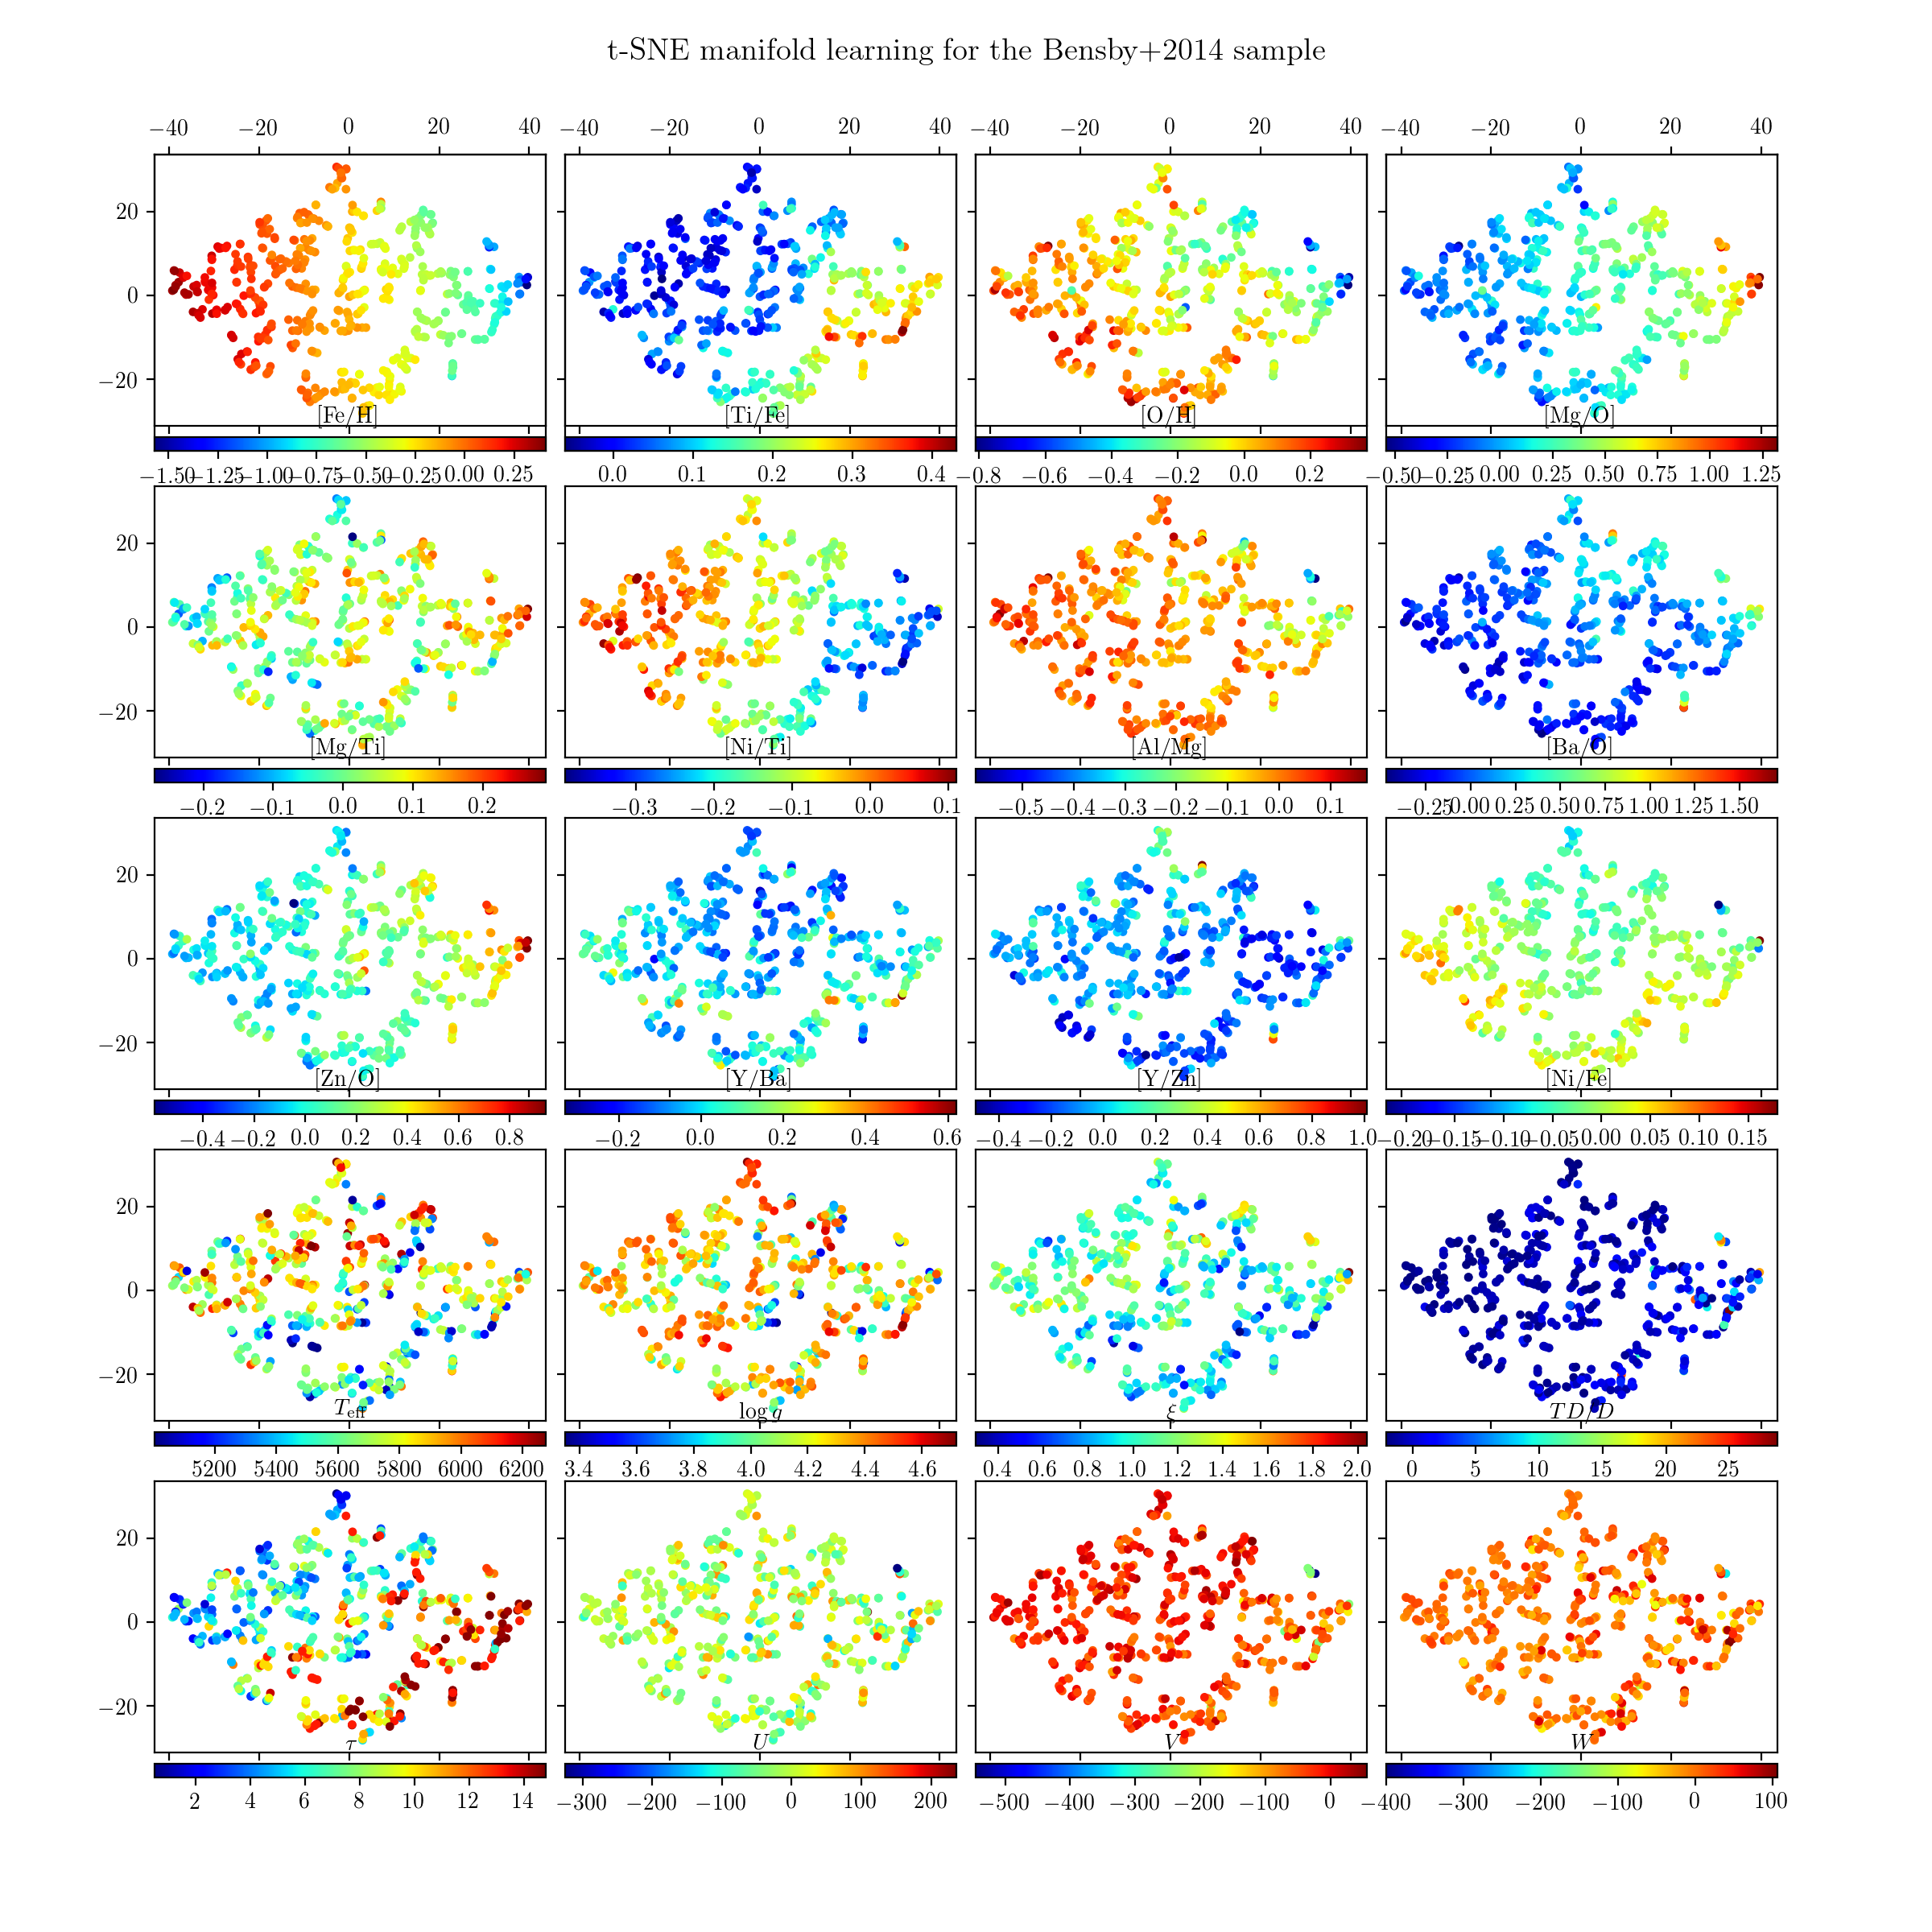 t-SNE manifold learning for the Bensby+2014 sample
−40 −20 0 20 40 −40 −20 0 20 40 −40 −20 0 20 40 −40 −20 0 20 40
20
0
−20
[Fe/H] [Ti/Fe] [O/H] [Mg/O]
−1.50 −1.25 −1.00 −0.75 −0.50 −0.25 0.00 0.25 0.0 0.1 0.2 0.3 0.4 −0.8 −0.6 −0.4 −0.2 0.0 0.2 −0.50 −0.25 0.00 0.25 0.50 0.75 1.00 1.25
20
0
−20
[Mg/Ti] [Ni/Ti] [Al/Mg] [Ba/O]
−0.2 −0.1 0.0 0.1 0.2 −0.3 −0.2 −0.1 0.0 0.1 −0.5 −0.4 −0.3 −0.2 −0.1 0.0 0.1 −0.25 0.00 0.25 0.50 0.75 1.00 1.25 1.50
20
0
−20
[Zn/O] [Y/Ba] [Y/Zn] [Ni/Fe]
−0.4 −0.2 0.0 0.2 0.4 0.6 0.8 −0.2 0.0 0.2 0.4 0.6 −0.4 −0.2 0.0 0.2 0.4 0.6 0.8 1.0 −0.20 −0.15 −0.10 −0.05 0.00 0.05 0.10 0.15
20
0
−20
T_eff log g ξ TD/D
5200 5400 5600 5800 6000 6200 3.4 3.6 3.8 4.0 4.2 4.4 4.6 0.4 0.6 0.8 1.0 1.2 1.4 1.6 1.8 2.0 0 5 10 15 20 25
20
0
−20
τ U V W
2 4 6 8 10 12 14 −300 −200 −100 0 100 200 −500 −400 −300 −200 −100 0 −400 −300 −200 −100 0 100